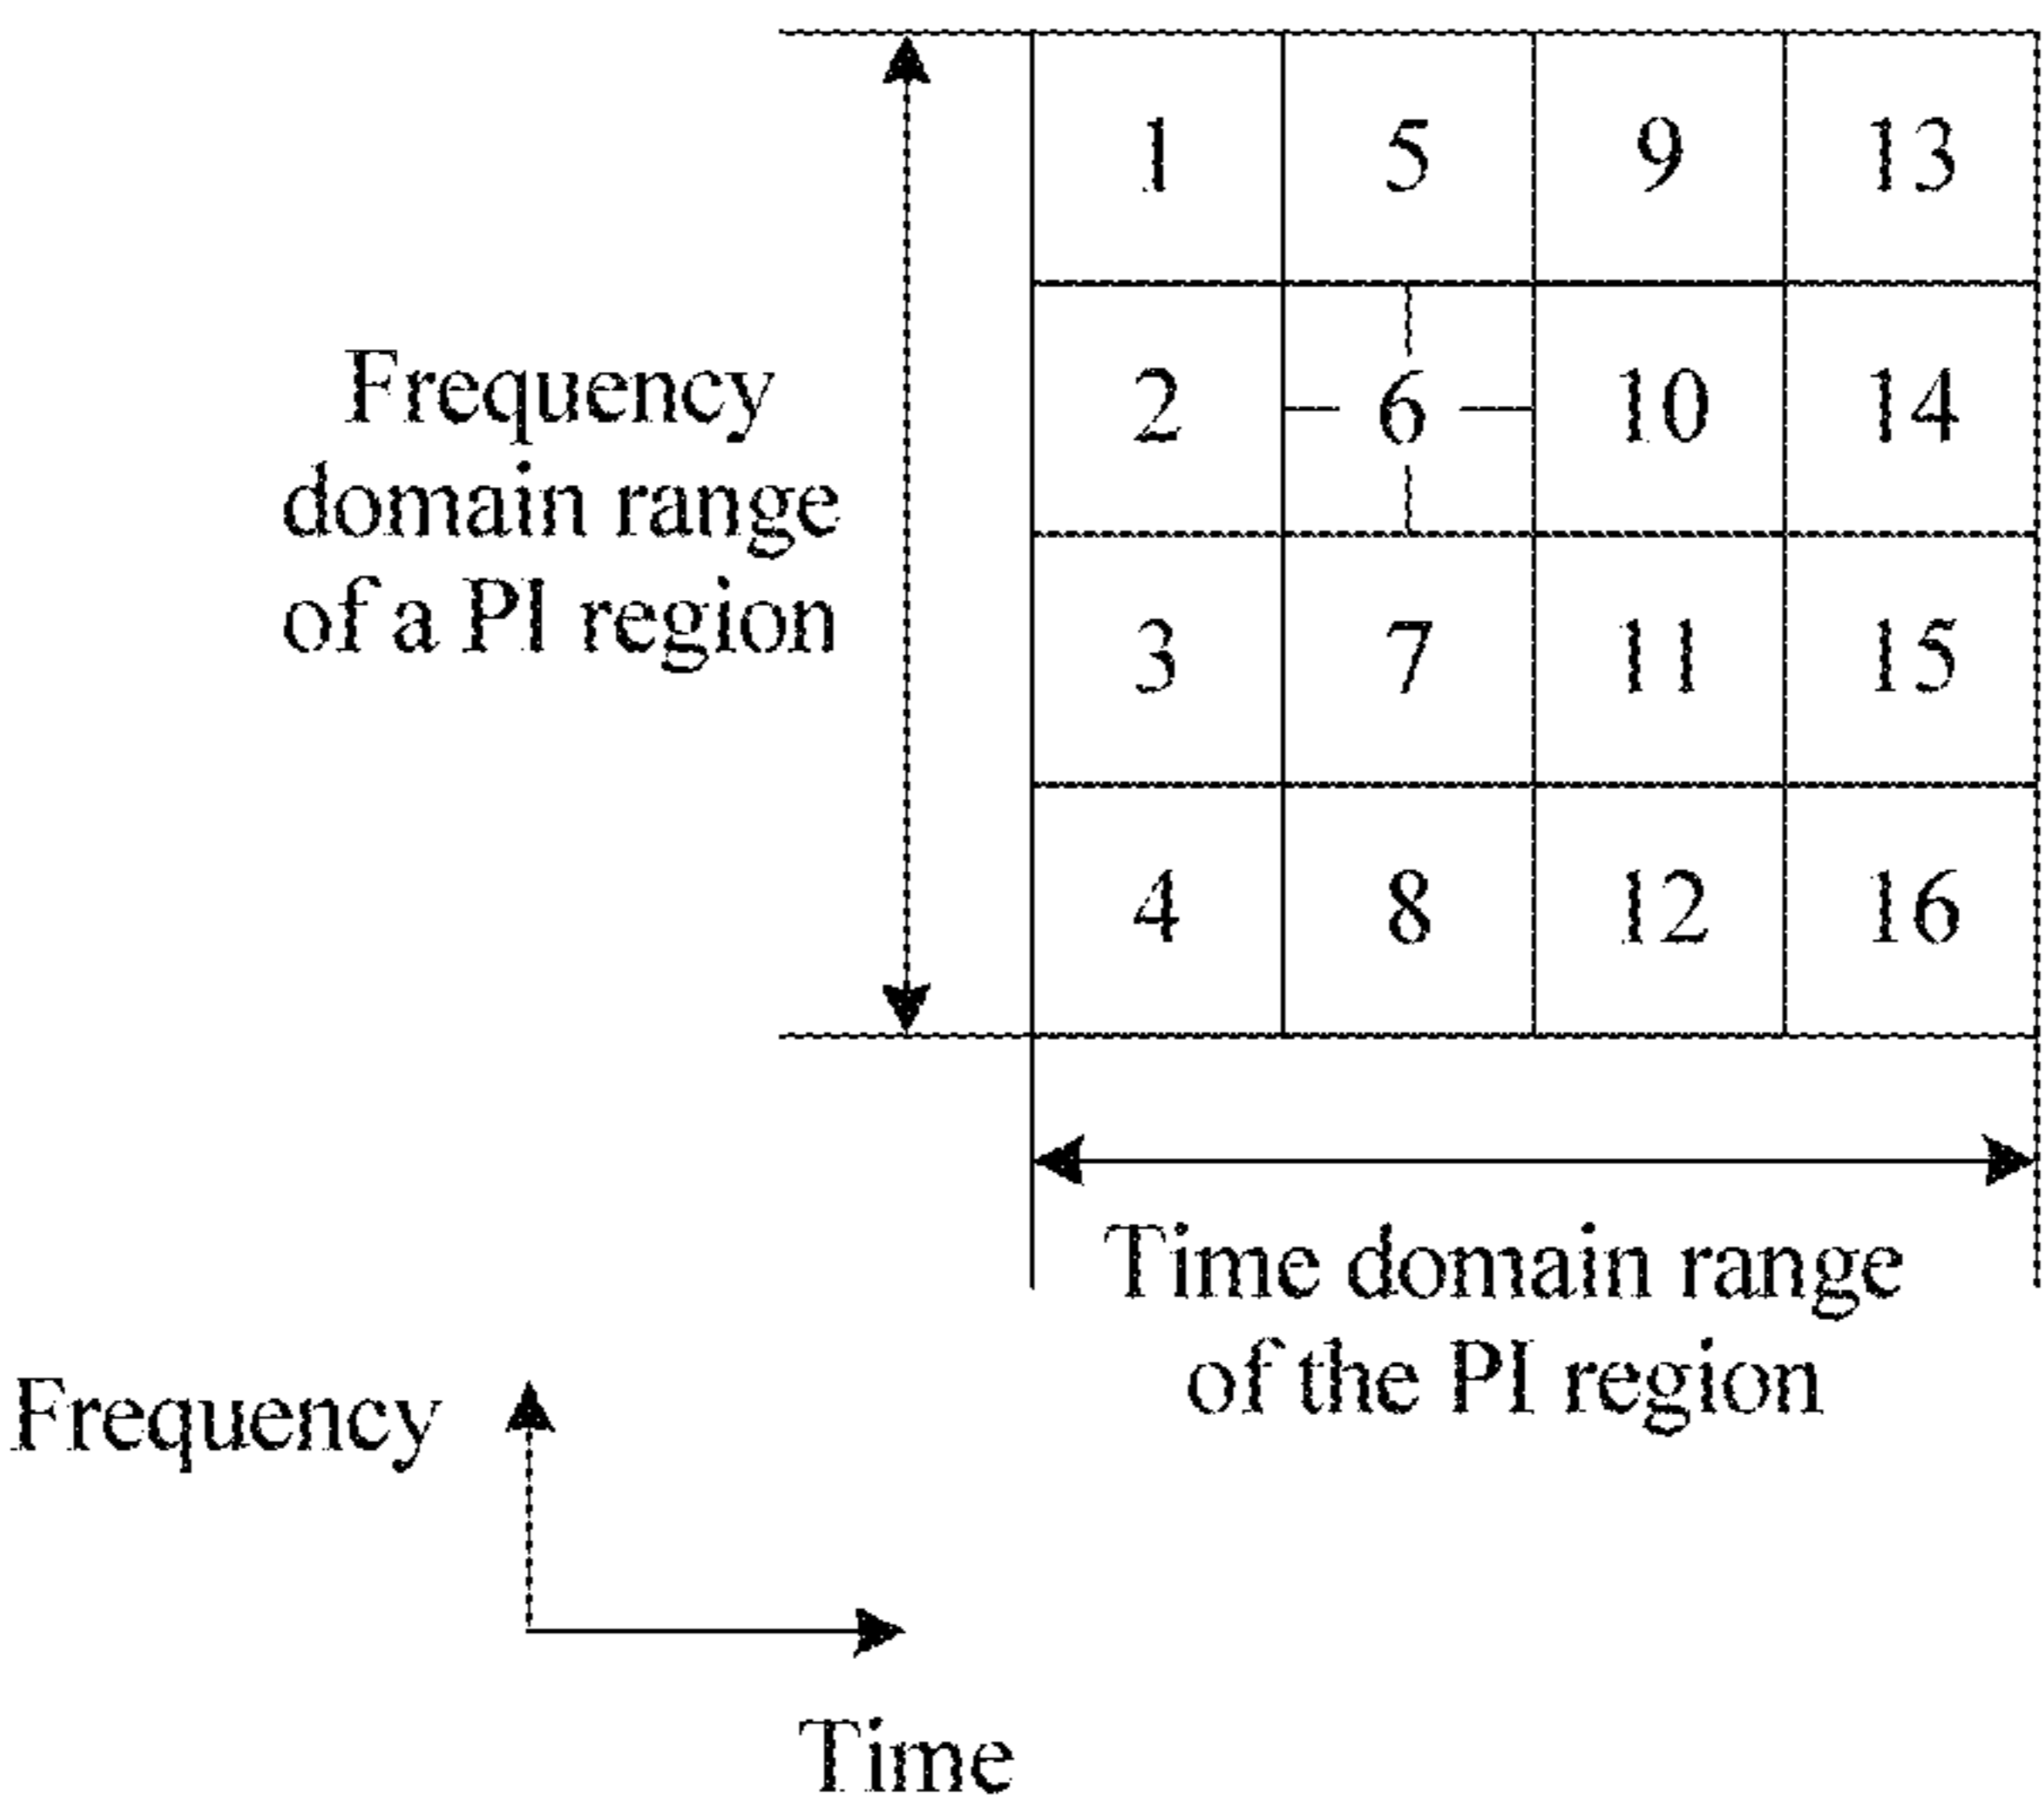 1 5 9 13
2 6 10 14
3 7 11 15
4 8 12 16
Frequency
domain range
of a PI region
Time domain range
of the PI region
Frequency
Time